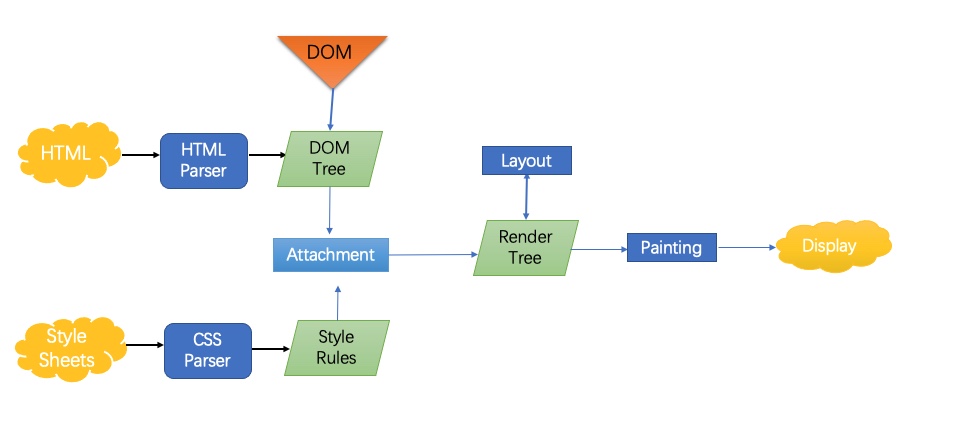 DOM
HTML
HTML
Parser
DOM
Tree
Layout
Attachment
Render
Tree
Painting
Display
Style
Sheets
CSS
Parser
Style
Rules